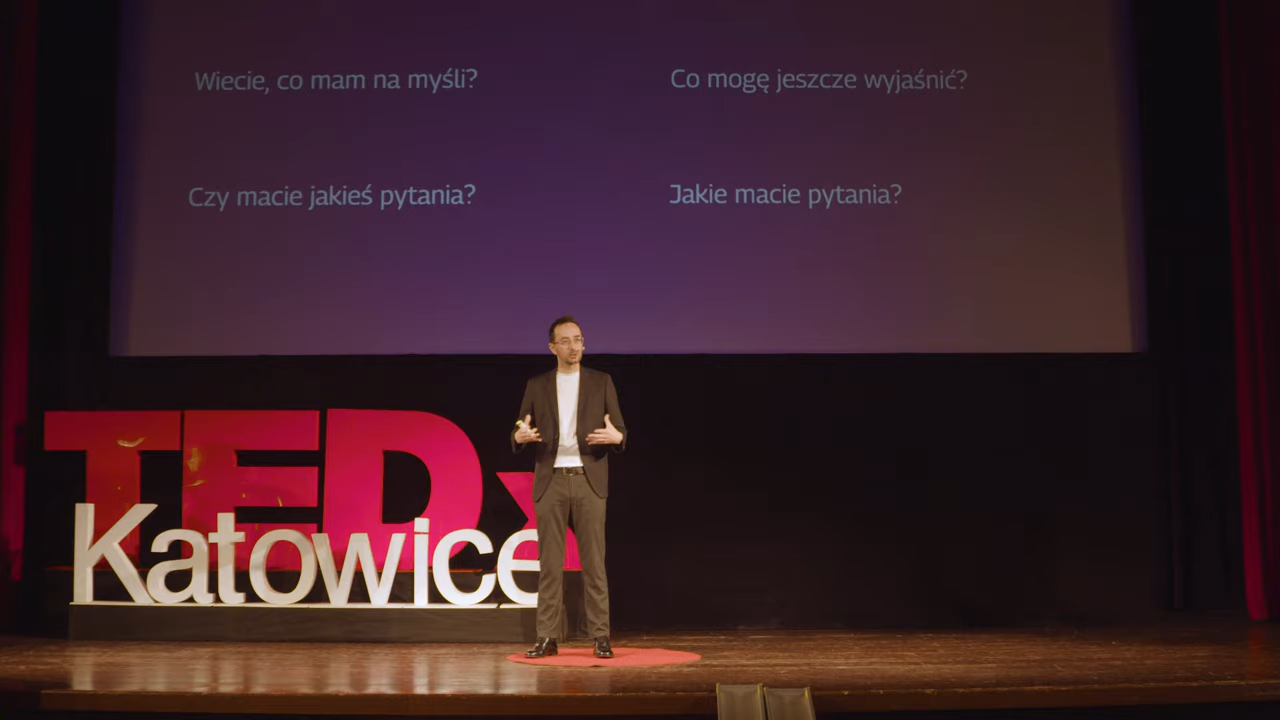 Wiecie, co mam na myśli?
Co mogę jeszcze wyjaśnić?
Czy macie jakieś pytania?
Jakie macie pytania?
TEDx
Katowice